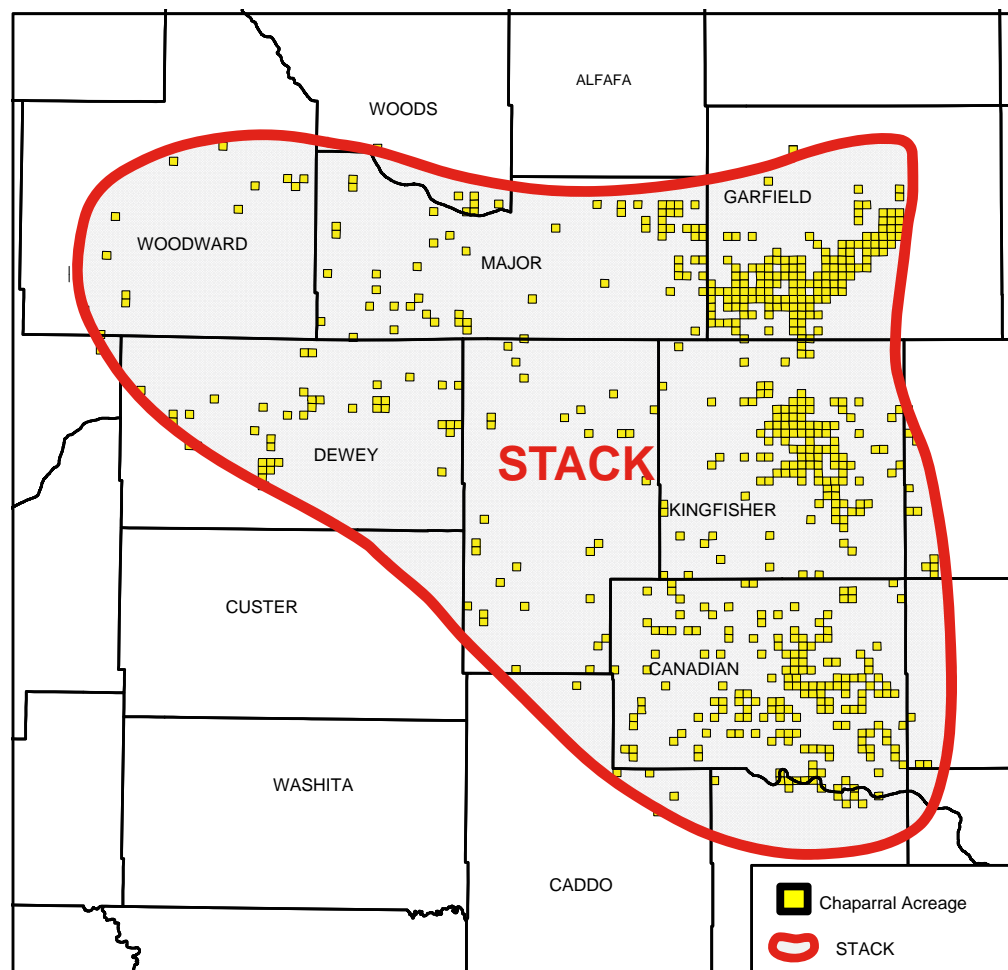 ALFAFA
WOODS
GARFIELD
WOODWARD
MAJOR
DEWEY
STACK
KINGFISHER
CUSTER
CANADIAN
WASHITA
CADDO
Chaparral Acreage
STACK